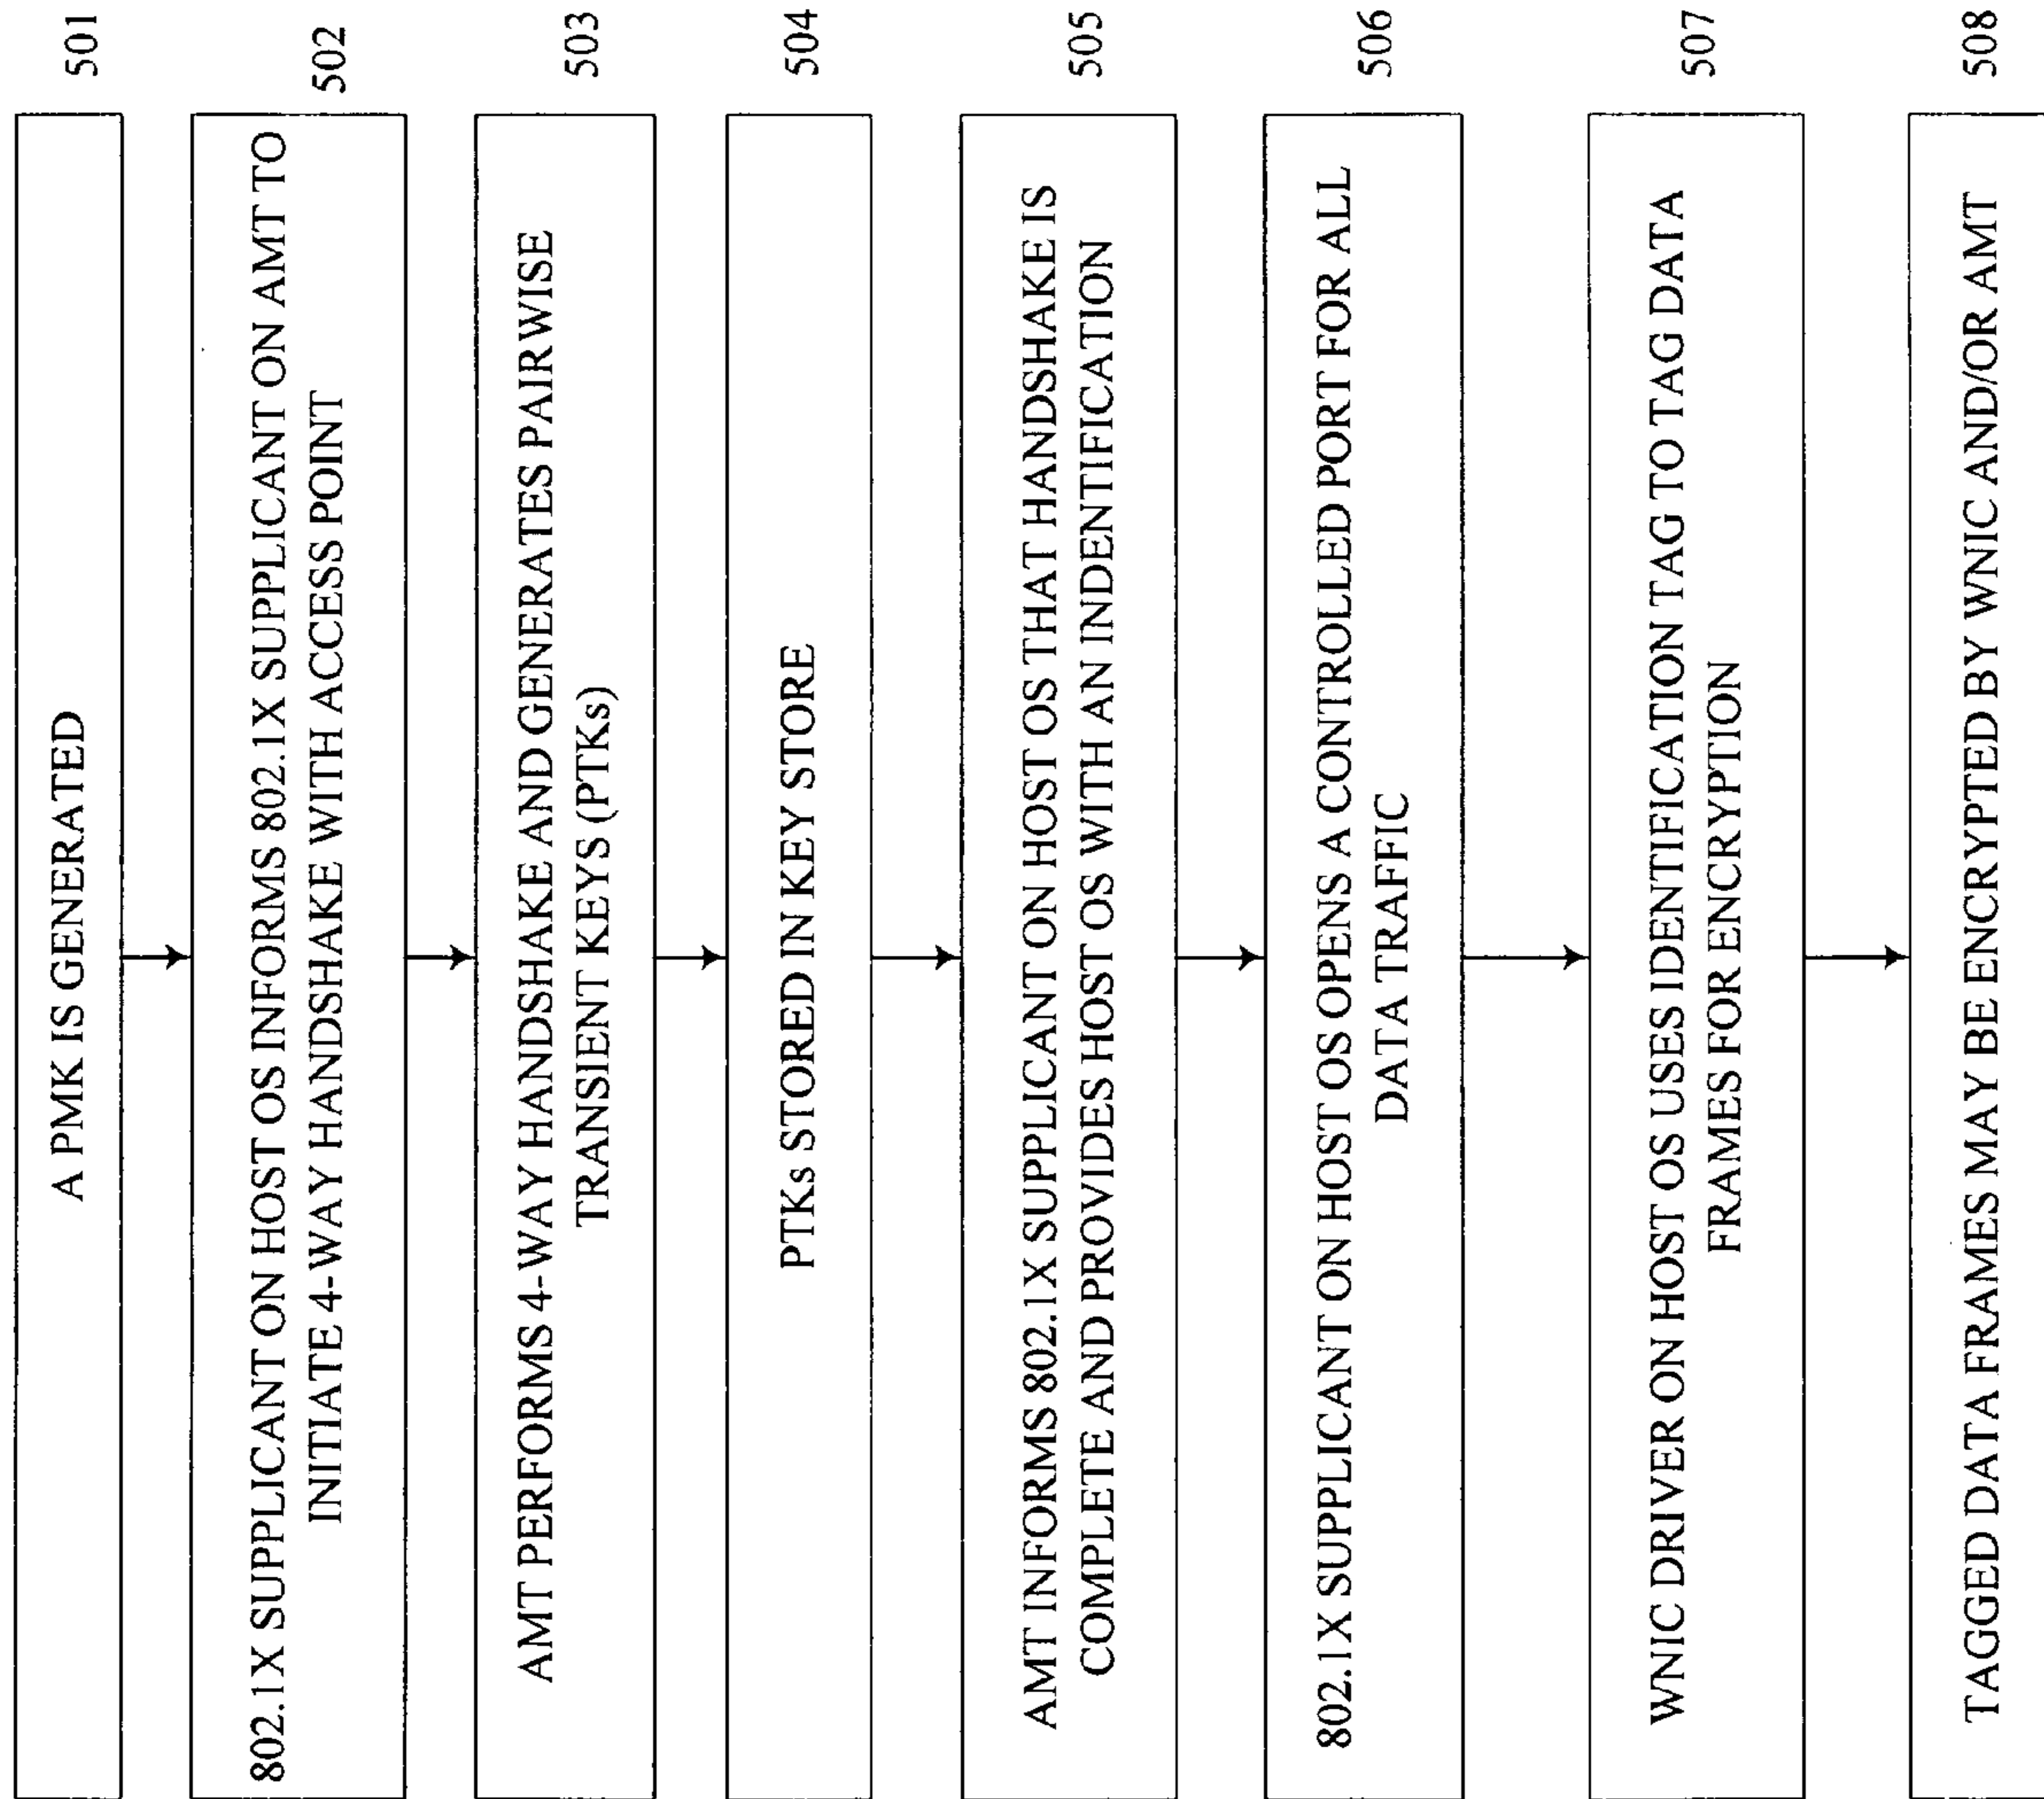 A PMK IS GENERATED
501
802.1X SUPPLICANT ON HOST OS INFORMS 802.1X SUPPLICANT ON AMT TO
INITIATE 4-WAY HANDSHAKE WITH ACCESS POINT
502
AMT PERFORMS 4-WAY HANDSHAKE AND GENERATES PAIRWISE
TRANSIENT KEYS (PTKs)
503
PTKs STORED IN KEY STORE
504
AMT INFORMS 802.1X SUPPLICANT ON HOST OS THAT HANDSHAKE IS
COMPLETE AND PROVIDES HOST OS WITH AN INDENTIFICATION
505
802.1X SUPPLICANT ON HOST OS OPENS A CONTROLLED PORT FOR ALL
DATA TRAFFIC
506
WNIC DRIVER ON HOST OS USES IDENTIFICATION TAG TO TAG DATA
FRAMES FOR ENCRYPTION
507
TAGGED DATA FRAMES MAY BE ENCRYPTED BY WNIC AND/OR AMT
508